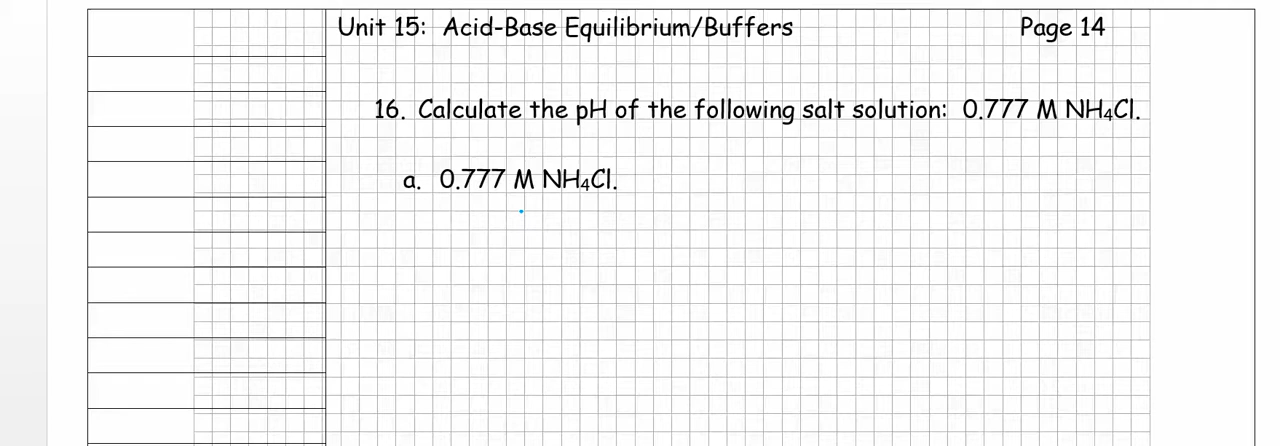 Unit 15: Acid-Base Equilibrium/Buffers Page 14
16. Calculate the pH of the following salt solution: 0.777 M NH₄Cl.
a. 0.777 M NH₄Cl.